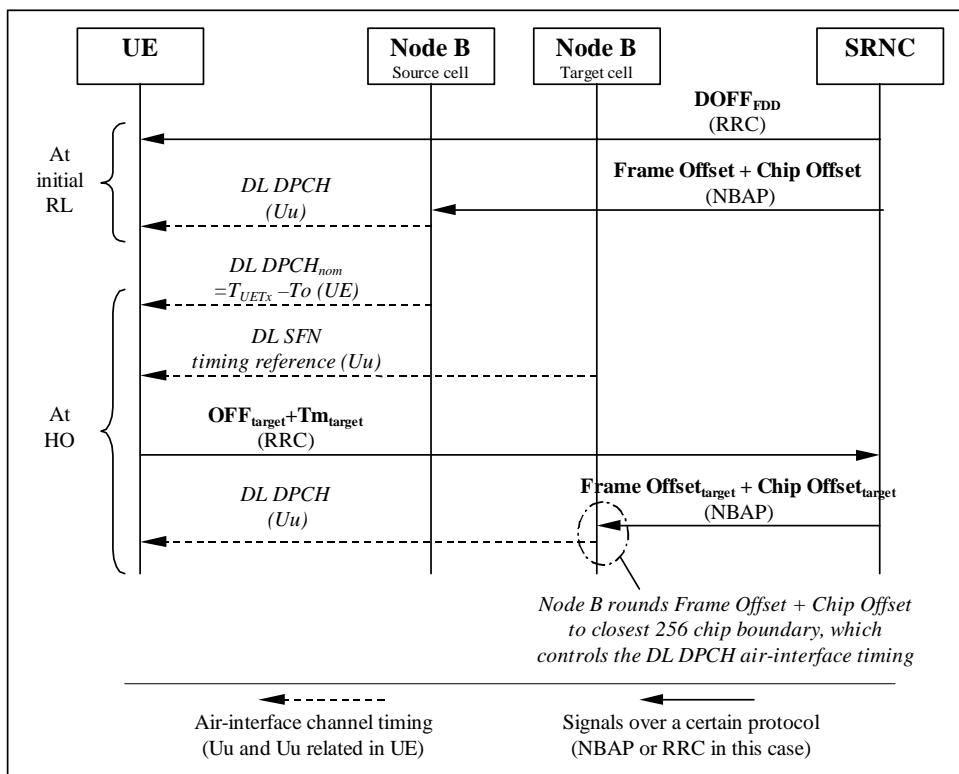 UE
Node B
Source cell
Node B
Target cell
SRNC
DOFF_FDD
(RRC)
At
initial
RL
Frame Offset + Chip Offset
(NBAP)
DL DPCH
(Uu)
DL DPCH_nom
=T_UETx –To (UE)
DL SFN
timing reference (Uu)
At
HO
OFF_target+Tm_target
(RRC)
Frame Offset_target + Chip Offset_target
(NBAP)
DL DPCH
(Uu)
Node B rounds Frame Offset + Chip Offset
to closest 256 chip boundary, which
controls the DL DPCH air-interface timing
Air-interface channel timing
(Uu and Uu related in UE)
Signals over a certain protocol
(NBAP or RRC in this case)